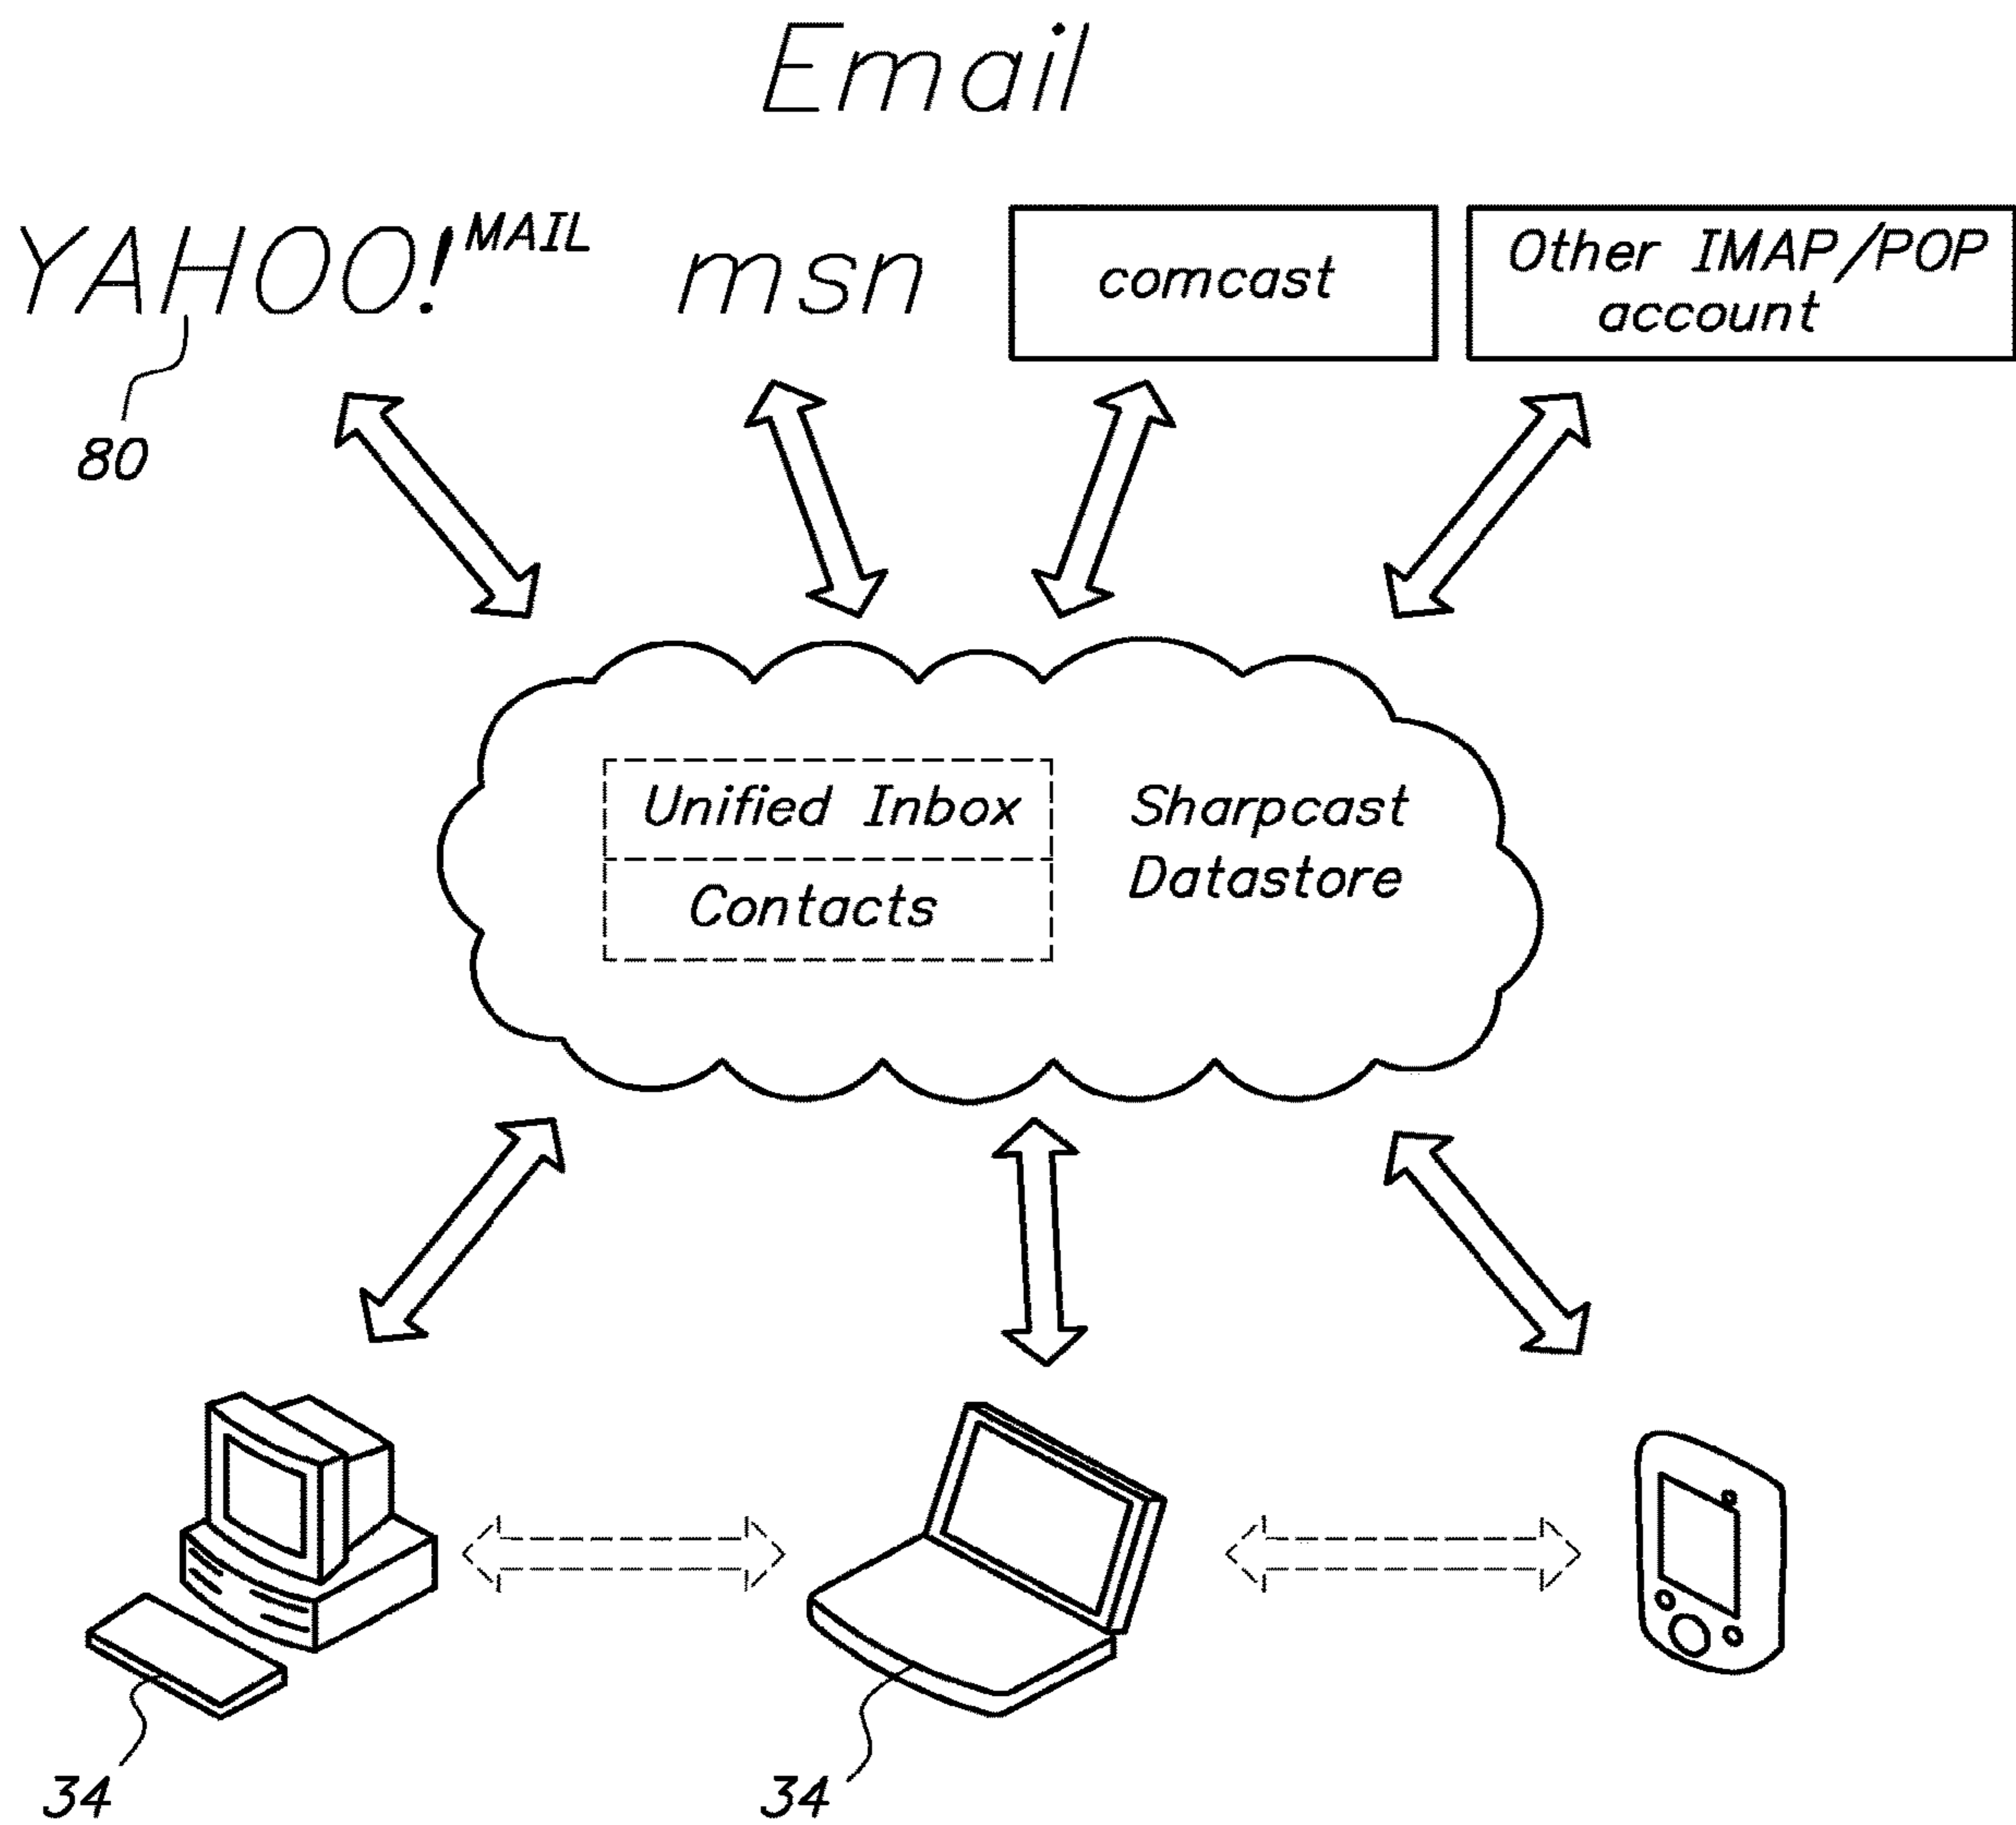 Email
YAHOO! MAIL
msn
comcast
Other IMAP/POP
account
80
Unified Inbox
Contacts
Sharpcast
Datastore
34
34